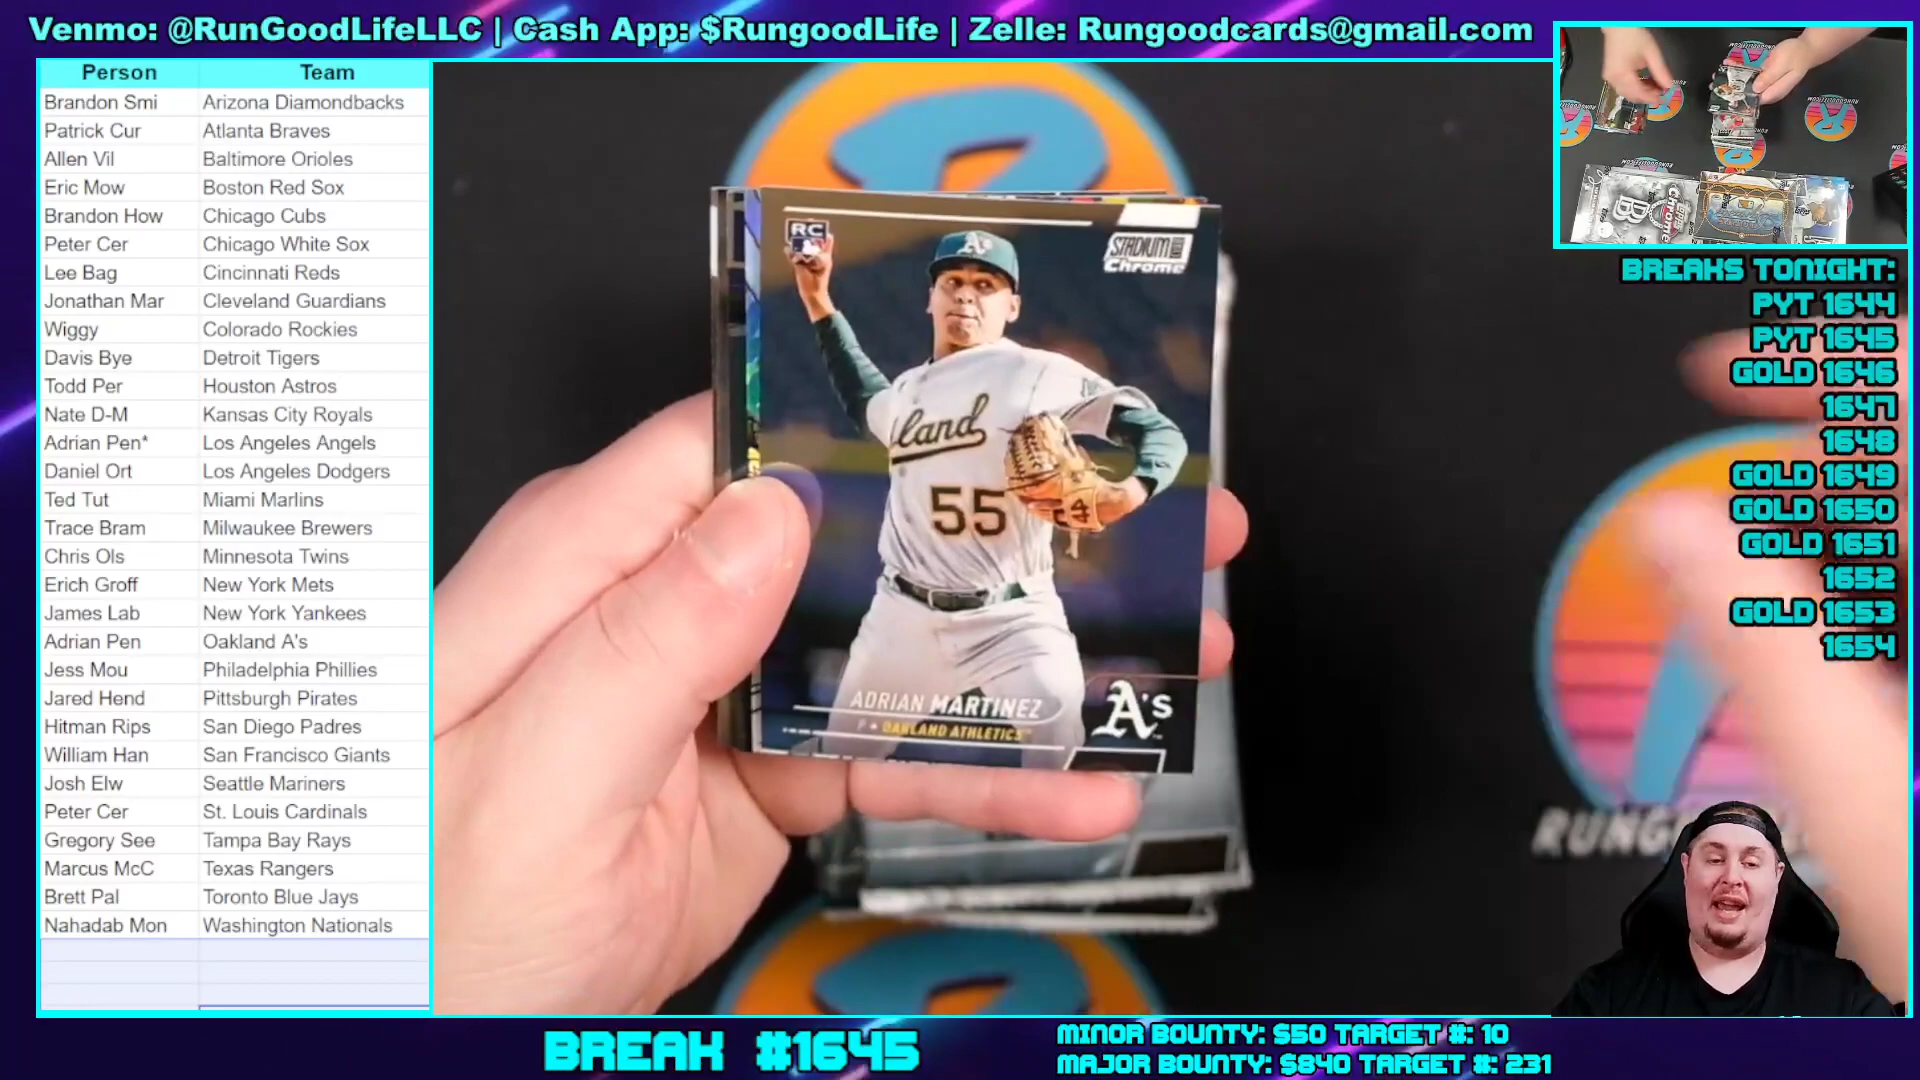 Venmo: @RunGoodLifeLLC | Cash App: $RungoodLife | Zelle: Rungoodcards@gmail.com
Person Team
Brandon Smi Arizona Diamondbacks
Patrick Cur Atlanta Braves
Allen Vil Baltimore Orioles
Eric Mow Boston Red Sox
Brandon How Chicago Cubs
Peter Cer Chicago White Sox
Lee Bag Cincinnati Reds
Jonathan Mar Cleveland Guardians
Wiggy Colorado Rockies
Davis Bye Detroit Tigers
Todd Per Houston Astros
Nate D-M Kansas City Royals
Adrian Pen* Los Angeles Angels
Daniel Ort Los Angeles Dodgers
Ted Tut Miami Marlins
Trace Bram Milwaukee Brewers
Chris Ols Minnesota Twins
Erich Groff New York Mets
James Lab New York Yankees
Adrian Pen Oakland A's
Jess Mou Philadelphia Phillies
Jared Hend Pittsburgh Pirates
Hitman Rips San Diego Padres
William Han San Francisco Giants
Josh Elw Seattle Mariners
Peter Cer St. Louis Cardinals
Gregory See Tampa Bay Rays
Marcus McC Texas Rangers
Brett Pal Toronto Blue Jays
Nahadab Mon Washington Nationals
RC
STADIUM
Chrome
A's
land
55
ADRIAN MARTINEZ
P • OAKLAND ATHLETICS™
A's
RUNG
BREAKS TONIGHT:
PYT 1644
PYT 1645
GOLD 1646
1647
1648
GOLD 1649
GOLD 1650
GOLD 1651
1652
GOLD 1653
1654
BREAK #1645
MINOR BOUNTY: $50 TARGET #: 10
MAJOR BOUNTY: $840 TARGET #: 231